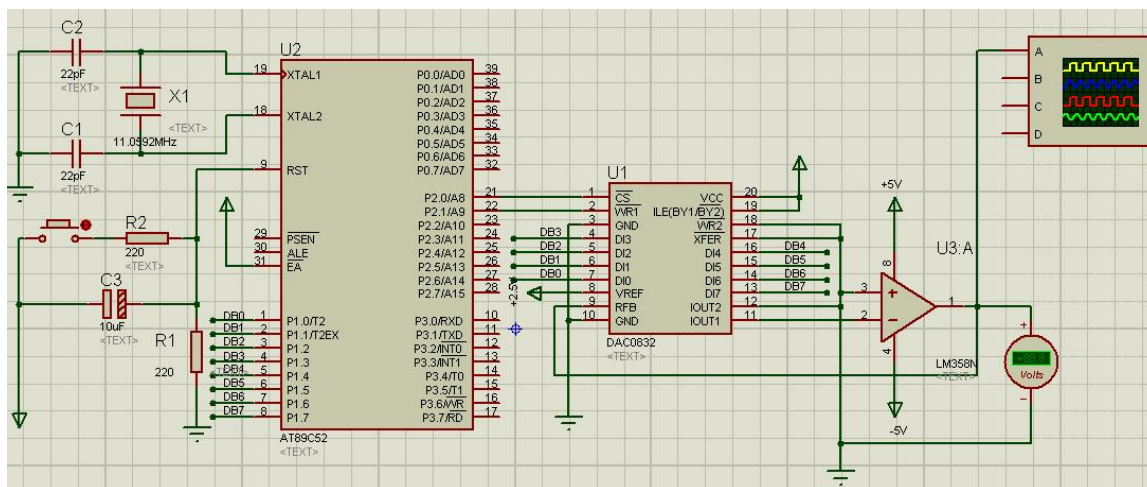 C2
22pF
<TEXT>
X1
<TEXT>
11.0592MHz
C1
22pF
<TEXT>
R2
220
<TEXT>
C3
10uF
<TEXT>
R1
220
DB0
DB1
DB2
DB3
DB4
DB5
DB6
DB7
U2
19 XTAL1
18 XTAL2
9 RST
29 PSEN
30 ALE
31 EA
1 P1.0/T2
2 P1.1/T2EX
3 P1.2
4 P1.3
5 P1.4
6 P1.5
7 P1.6
8 P1.7
P0.0/AD0 39
P0.1/AD1 38
P0.2/AD2 37
P0.3/AD3 36
P0.4/AD4 35
P0.5/AD5 34
P0.6/AD6 33
P0.7/AD7 32
P2.0/A8 21
P2.1/A9 22
P2.2/A10 23
P2.3/A11 24
P2.4/A12 25
P2.5/A13 26
P2.6/A14 27
P2.7/A15 28
P3.0/RXD 10
P3.1/TXD 11
P3.2/INT0 12
P3.3/INT1 13
P3.4/T0 14
P3.5/T1 15
P3.6/WR 16
P3.7/RD 17
AT89C52
<TEXT>
DB3
DB2
DB1
DB0
+2.5V
U1
1 CS
2 WR1
3 GND
4 DI3
5 DI2
6 DI1
7 DI0
8 VREF
9 RFB
10 GND
VCC 20
ILE(BY1/BY2) 19
WR2 18
XFER 17
DI4 16
DI5 15
DI6 14
DI7 13
IOUT2 12
IOUT1 11
DAC0832
<TEXT>
DB4
DB5
DB6
DB7
+5V
U3:A
8
3
2
1
4
LM358N
<TEXT>
-5V
A
B
C
D
+88.8
Volts